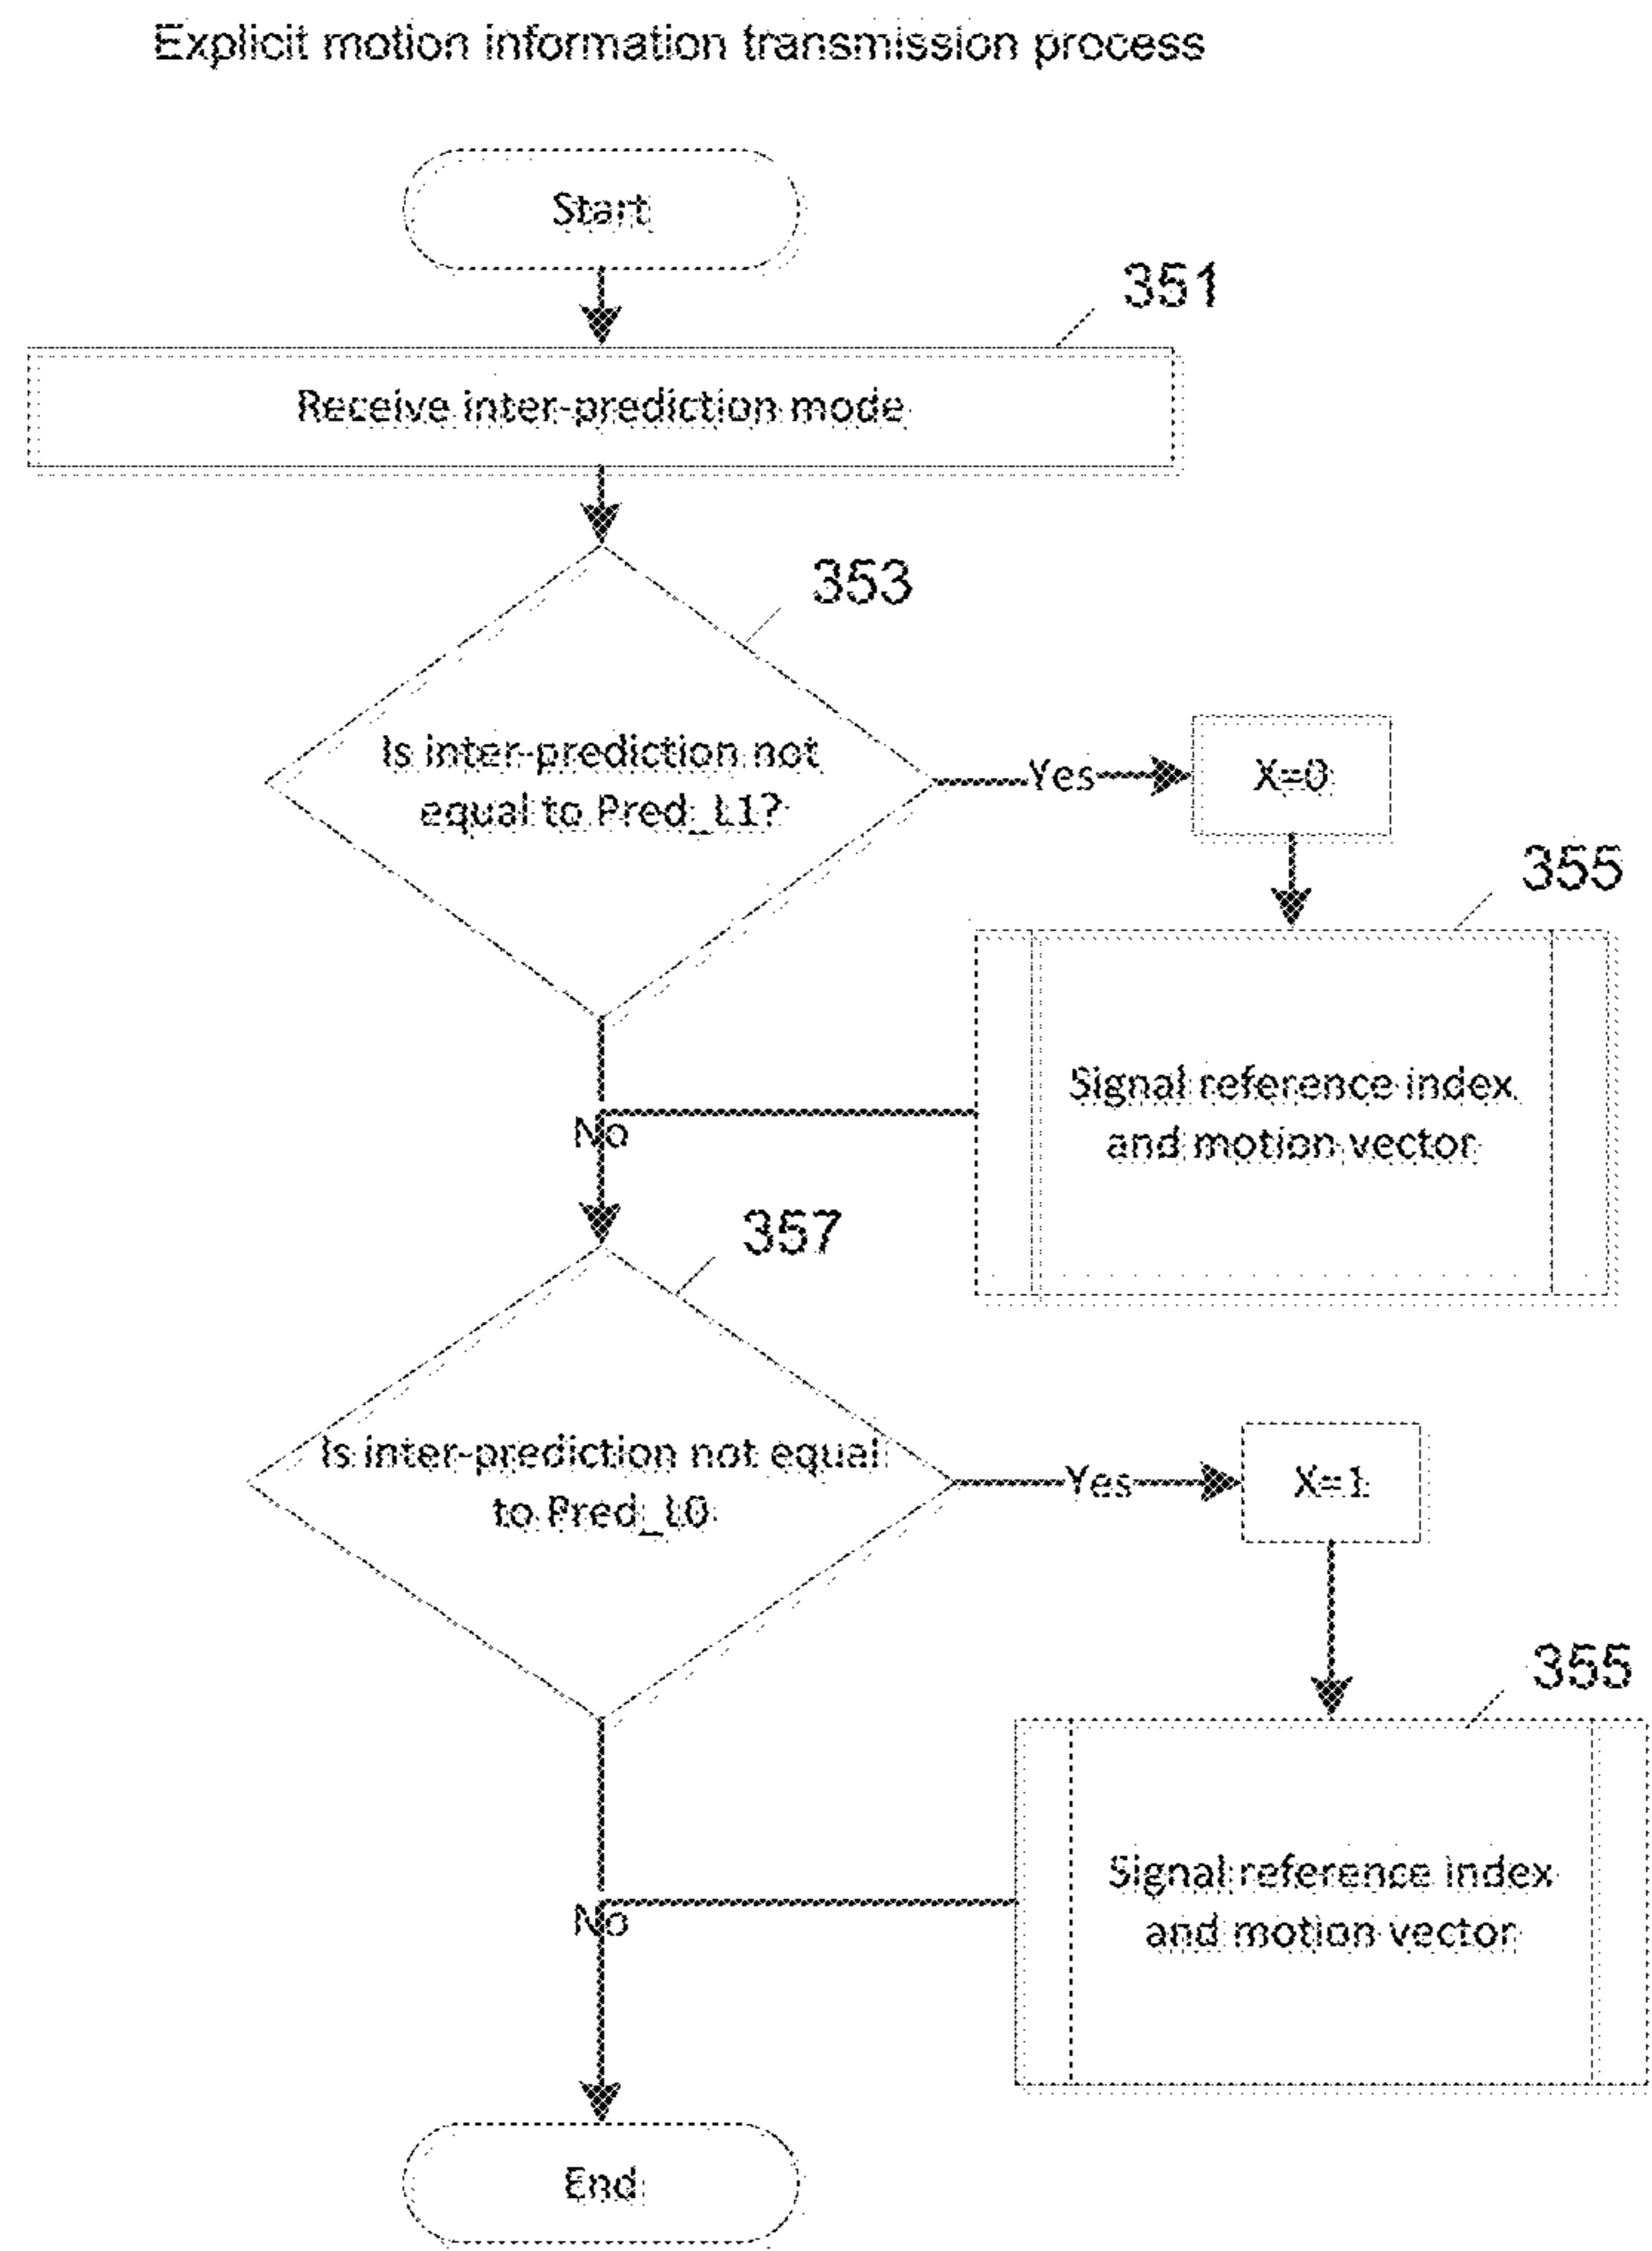 Explicit motion information transmission process
Start
351
Receive inter-prediction mode
353
Is inter-prediction not
equal to Pred_L1?
Yes
X=0
355
Signal reference index
and motion vector
No
357
Is inter-prediction not equal
to Pred_L0
Yes
X=1
355
Signal reference index
and motion vector
No
End